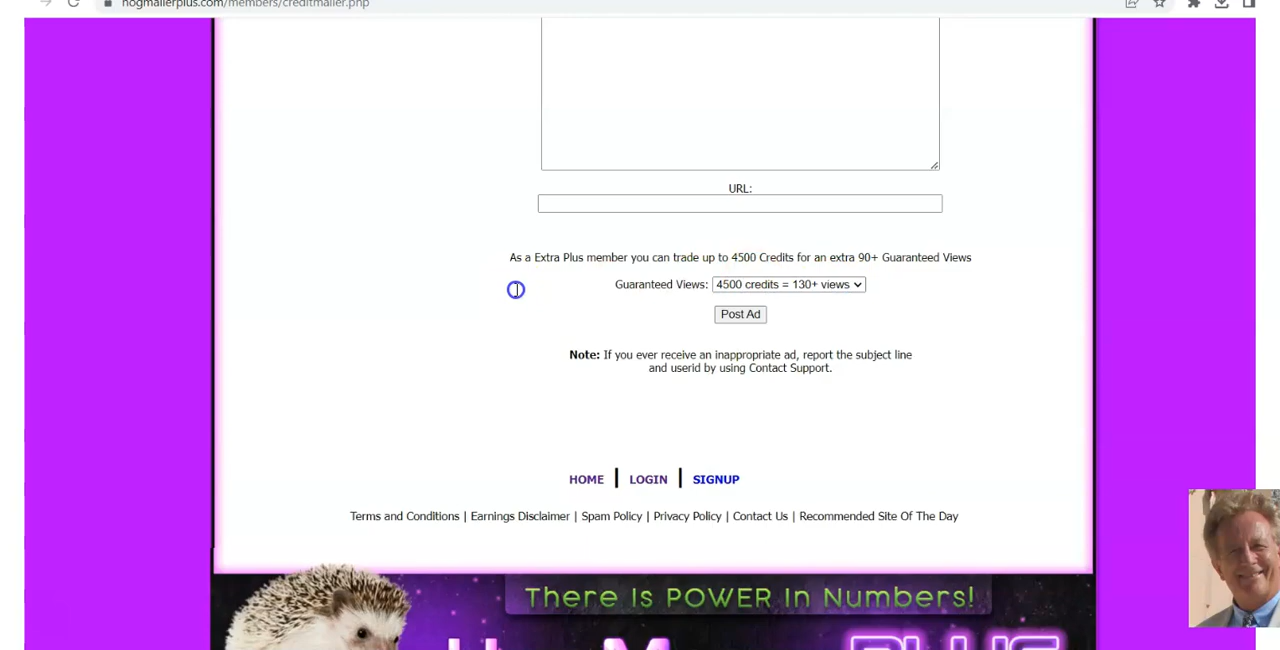 hogmailerplus.com/members/creditmailer.php
URL:
As a Extra Plus member you can trade up to 4500 Credits for an extra 90+ Guaranteed Views
Guaranteed Views: 4500 credits = 130+ views
Post Ad
Note: If you ever receive an inappropriate ad, report the subject line
and userid by using Contact Support.
HOME | LOGIN | SIGNUP
Terms and Conditions | Earnings Disclaimer | Spam Policy | Privacy Policy | Contact Us | Recommended Site Of The Day
There Is POWER In Numbers!
PLUS